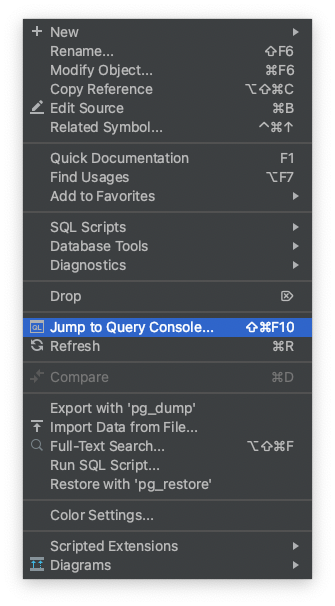 New
Rename... ⇧F6
Modify Object... ⌘F6
Copy Reference ⌥⇧⌘C
Edit Source ⌘B
Related Symbol... ^⌘↑
Quick Documentation F1
Find Usages ⌥F7
Add to Favorites
SQL Scripts
Database Tools
Diagnostics
Drop ⌦
QL Jump to Query Console... ⇧⌘F10
Refresh ⌘R
Compare ⌘D
Export with 'pg_dump'
Import Data from File...
Full-Text Search... ⌥⇧⌘F
Run SQL Script...
Restore with 'pg_restore'
Color Settings...
Scripted Extensions
Diagrams